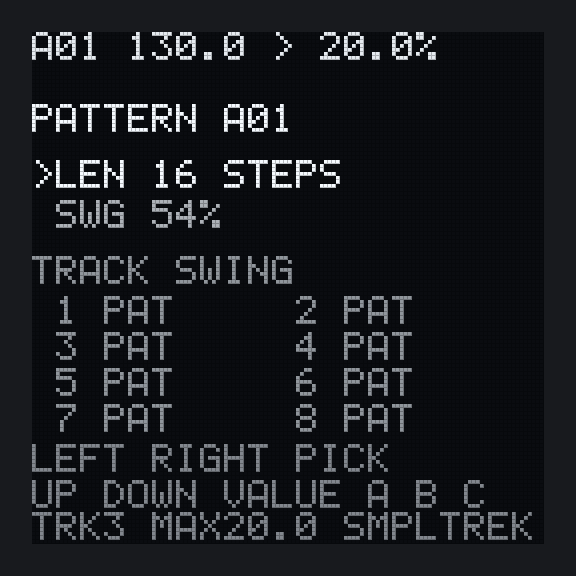 A01 130.0 > 20.0%
PATTERN A01
>LEN 16 STEPS
SWG 54%
TRACK SWING
1 PAT 2 PAT
3 PAT 4 PAT
5 PAT 6 PAT
7 PAT 8 PAT
LEFT RIGHT PICK
UP DOWN VALUE A B C
TRK3 MAX20.0 SMPLTREK